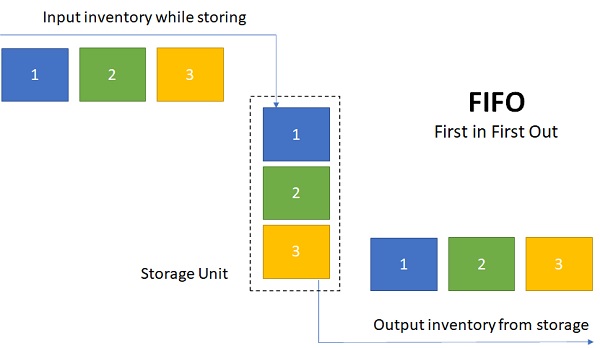 Input inventory while storing
1 2 3
FIFO
First in First Out
1
2
3
Storage Unit
1 2 3
Output inventory from storage